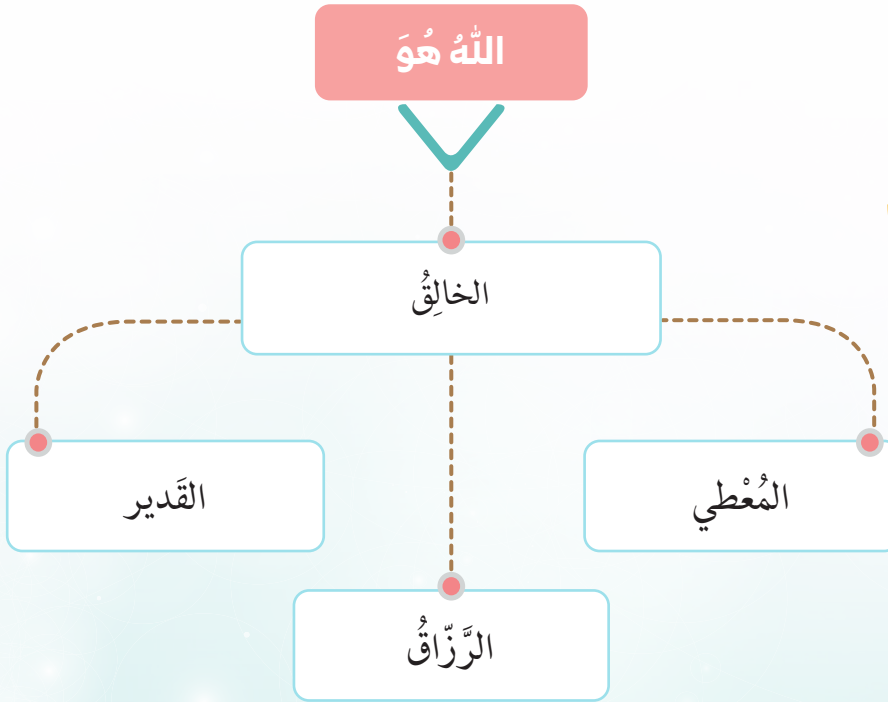 اللّٰهُ هُوَ
الخالِقُ
المُعْطي
القَدير
الرَّزّاقُ